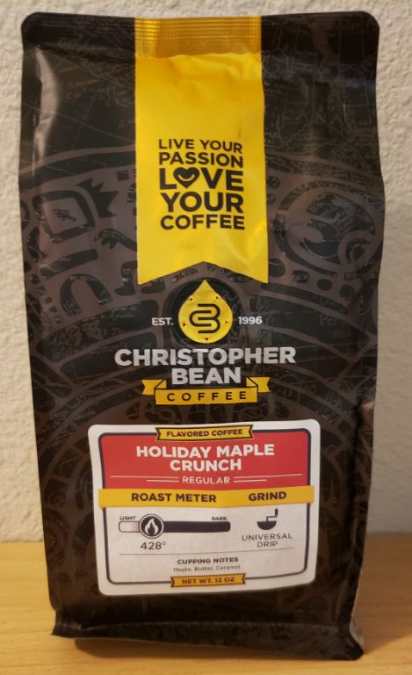 LIVE YOUR
PASSION
LOVE
YOUR
COFFEE
EST. 1996
CHRISTOPHER
BEAN
COFFEE
FLAVORED COFFEE
HOLIDAY MAPLE
CRUNCH
REGULAR
ROAST METER GRIND
LIGHT DARK
428°
UNIVERSAL
DRIP
CUPPING NOTES
Maple, Butter, Caramel
NET WT. 12 OZ